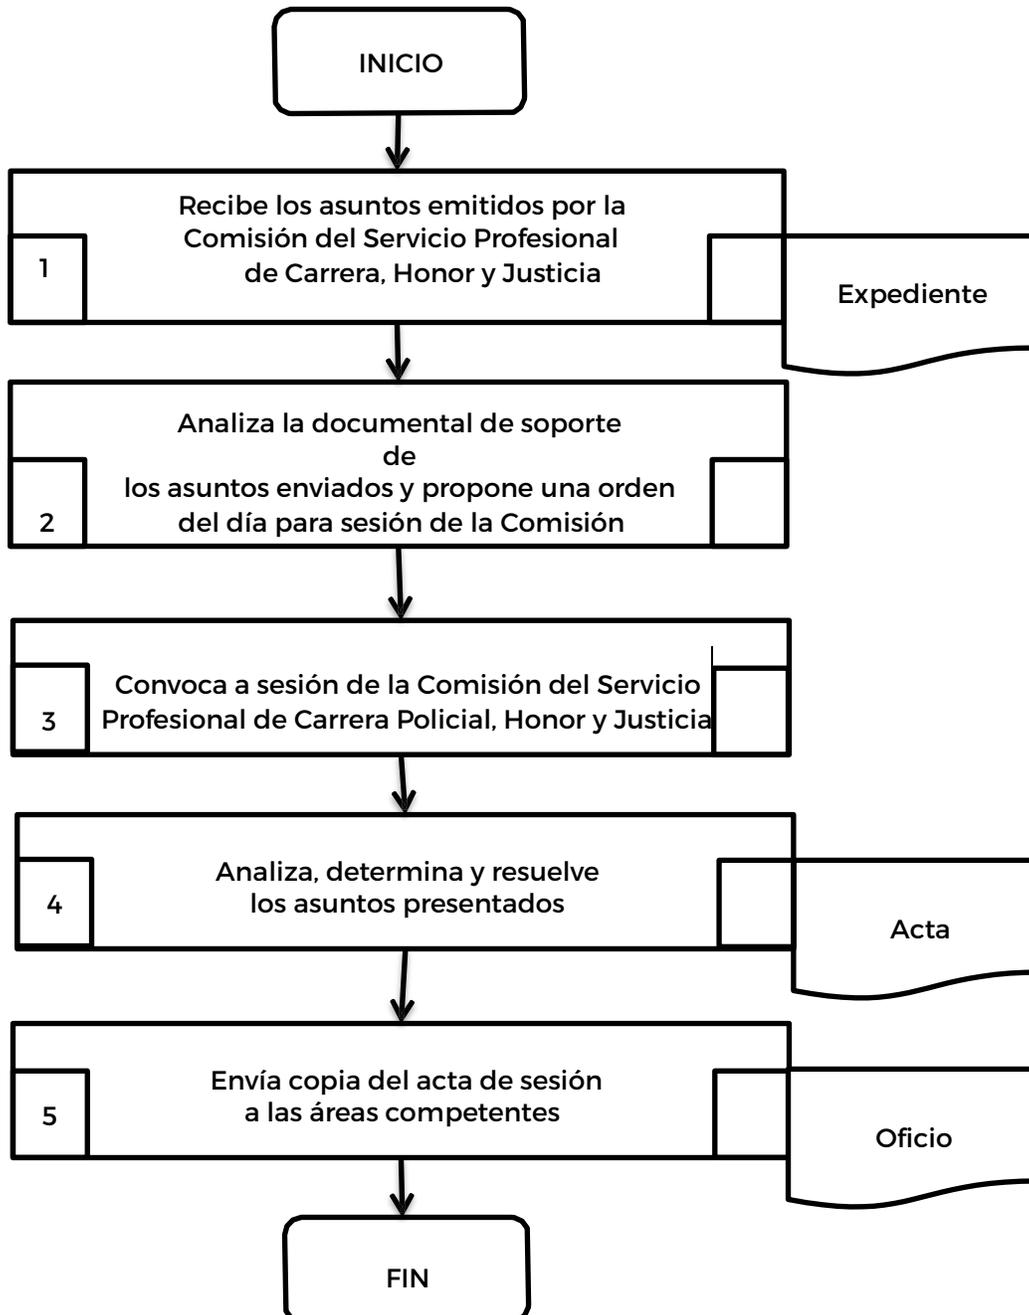 INICIO
Recibe los asuntos emitidos por la
Comisión del Servicio Profesional
de Carrera, Honor y Justicia
1
Expediente
Analiza la documental de soporte
de
los asuntos enviados y propone una orden
del día para sesión de la Comisión
2
Convoca a sesión de la Comisión del Servicio
Profesional de Carrera Policial, Honor y Justicia
3
Analiza, determina y resuelve
los asuntos presentados
4
Acta
Envía copia del acta de sesión
a las áreas competentes
5
Oficio
FIN